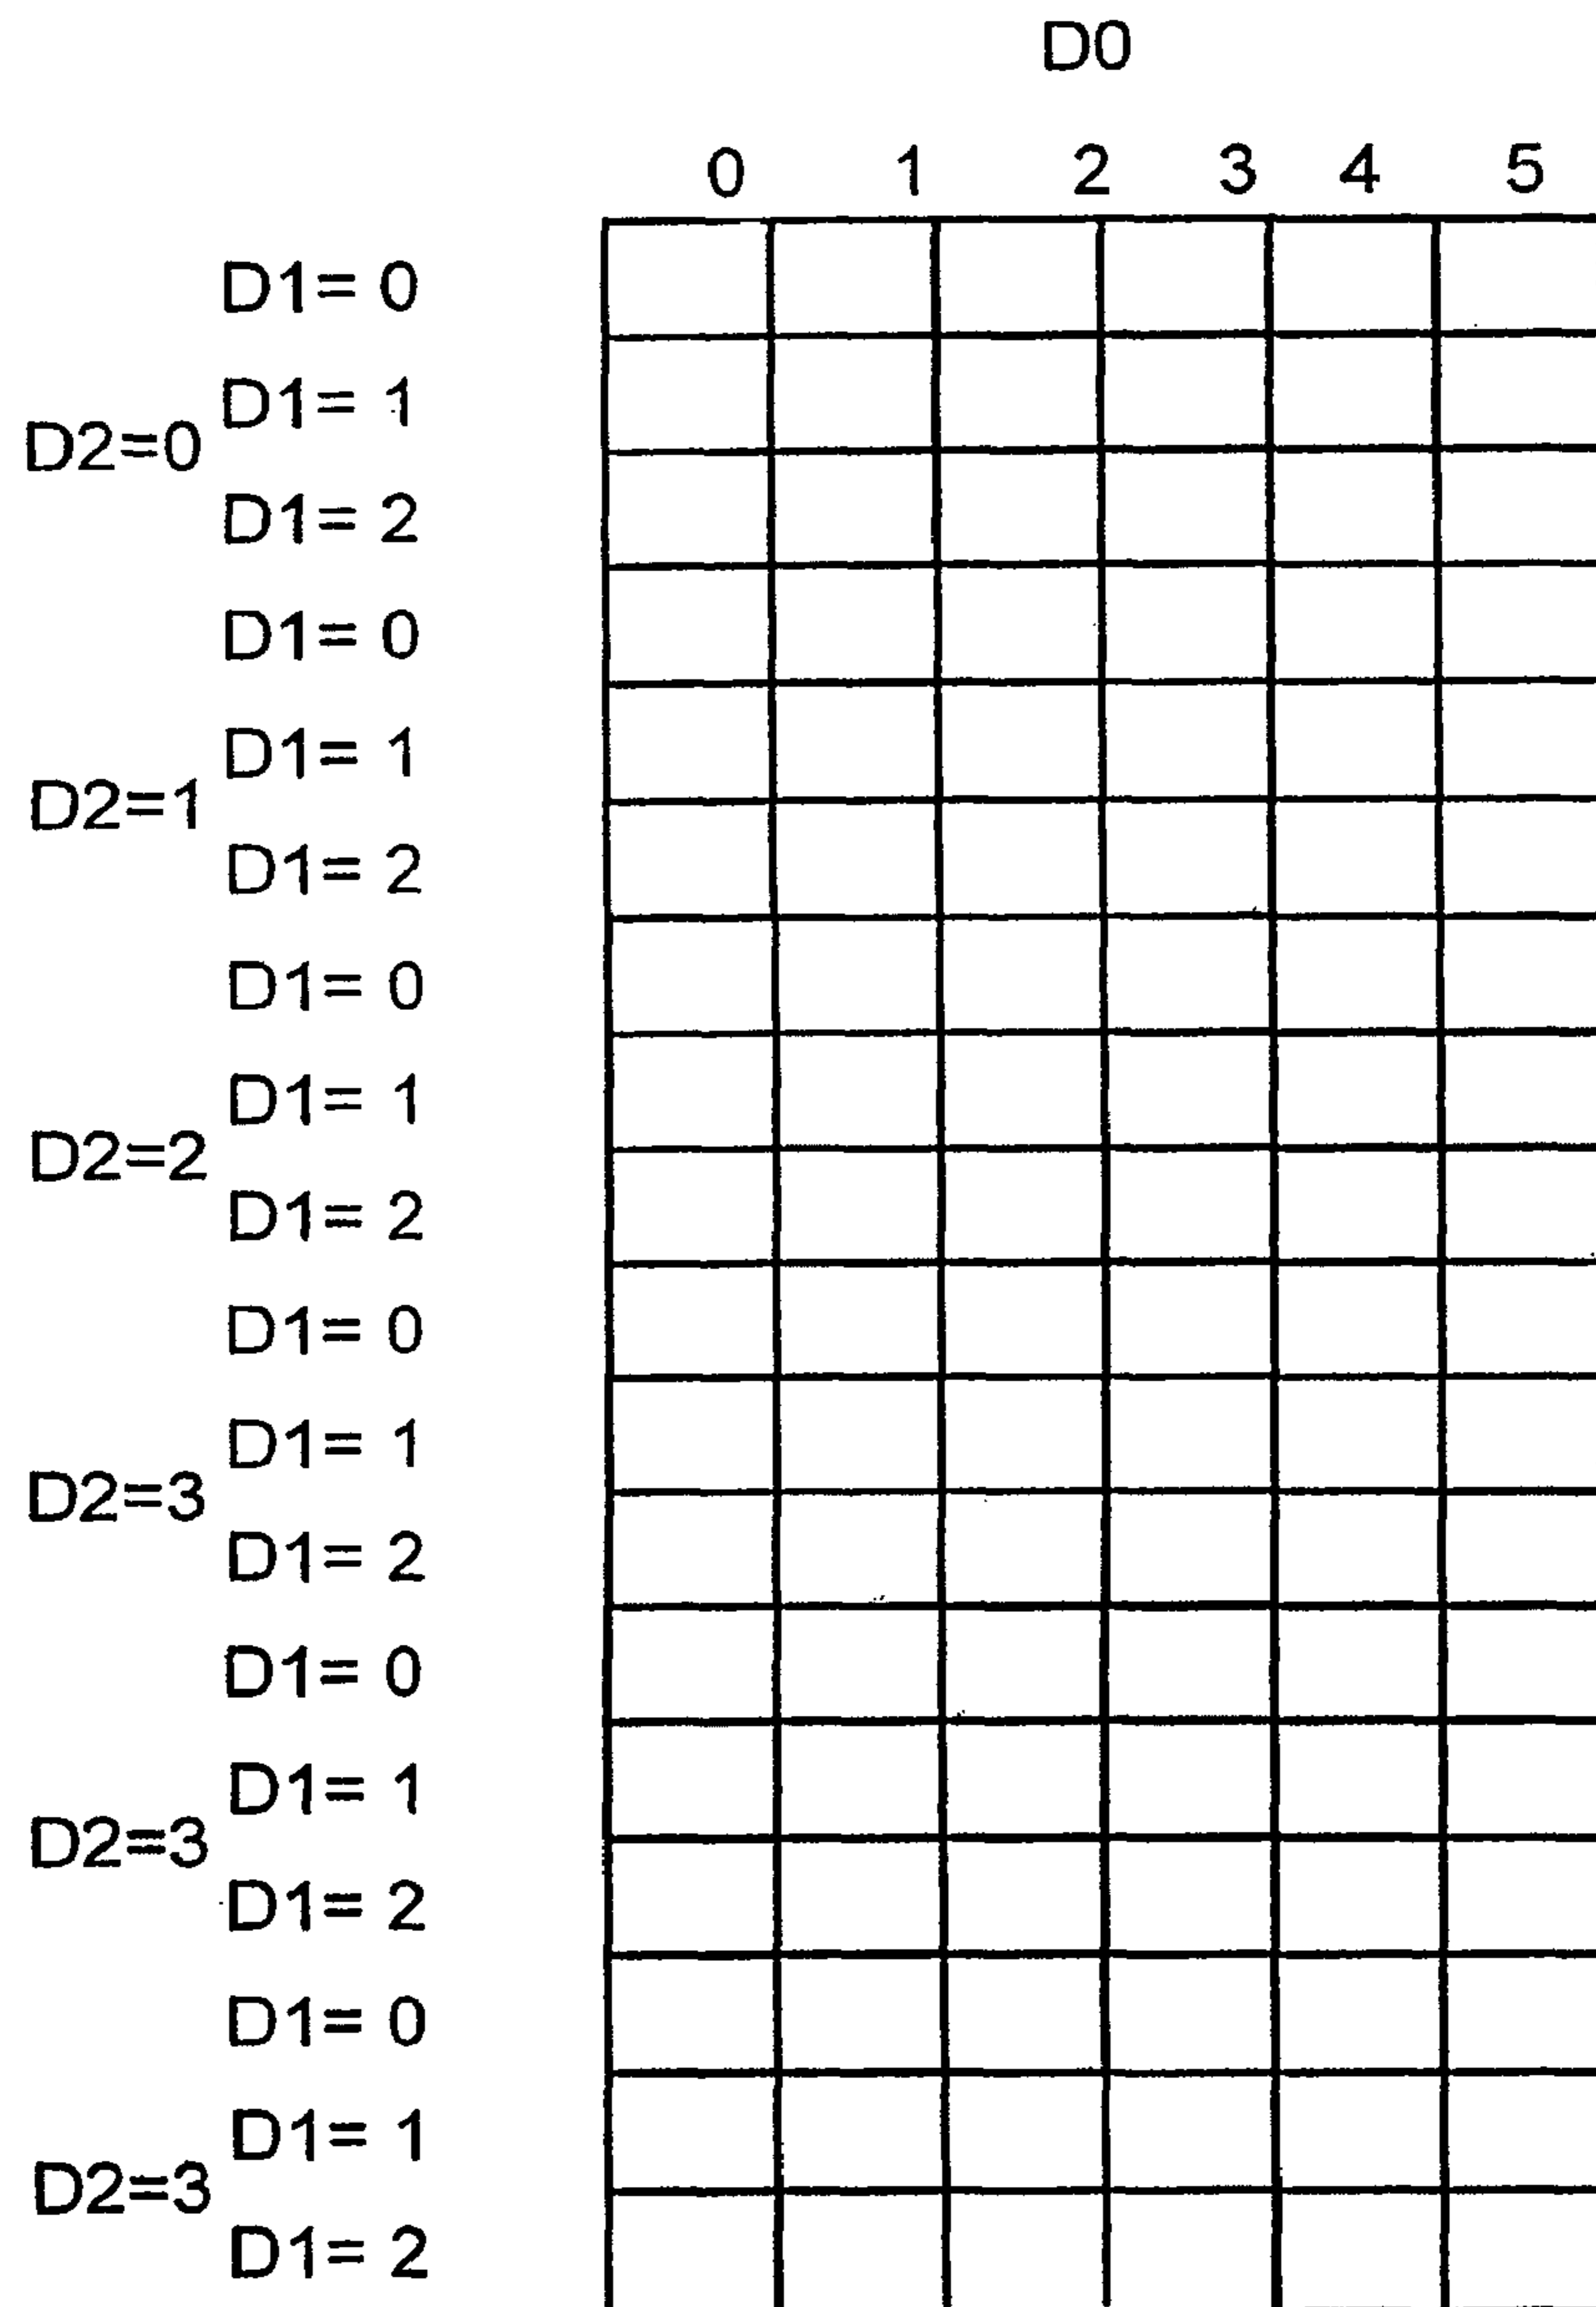 D0
0 1 2 3 4 5
D1= 0
D1= 1
D2=0
D1= 2
D1= 0
D1= 1
D2=1
D1= 2
D1= 0
D1= 1
D2=2
D1= 2
D1= 0
D1= 1
D2=3
D1= 2
D1= 0
D1= 1
D2=3
D1= 2
D1= 0
D1= 1
D2=3
D1= 2